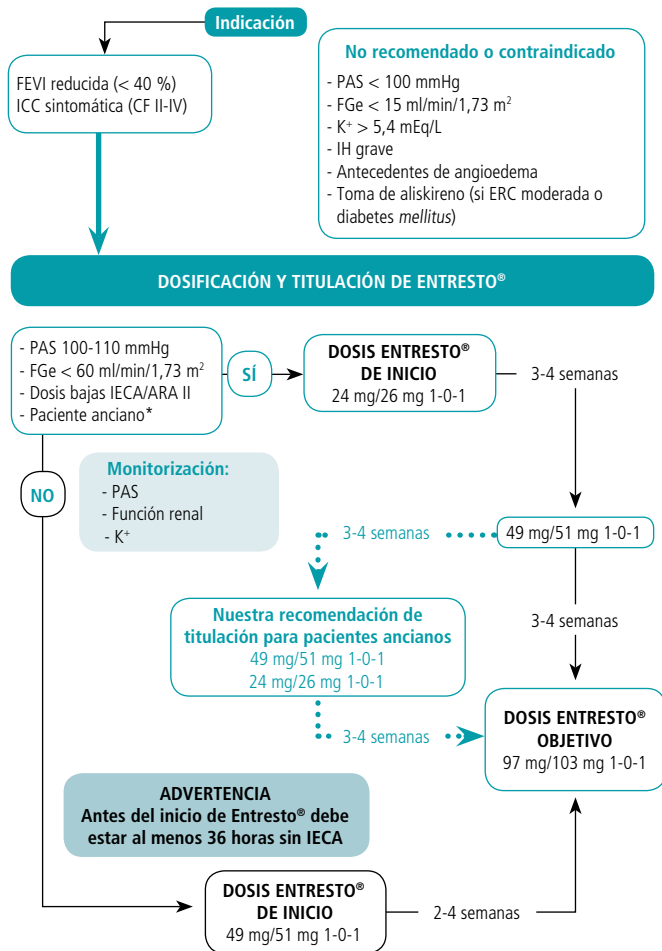 Indicación
FEVI reducida (< 40 %)
ICC sintomática (CF II-IV)
No recomendado o contraindicado
- PAS < 100 mmHg
- FGe < 15 ml/min/1,73 m²
- K⁺ > 5,4 mEq/L
- IH grave
- Antecedentes de angioedema
- Toma de aliskireno (si ERC moderada o
diabetes mellitus)
DOSIFICACIÓN Y TITULACIÓN DE ENTRESTO®
- PAS 100-110 mmHg
- FGe < 60 ml/min/1,73 m²
- Dosis bajas IECA/ARA II
- Paciente anciano*
SÍ
DOSIS ENTRESTO®
DE INICIO
24 mg/26 mg 1-0-1
3-4 semanas
NO
Monitorización:
- PAS
- Función renal
- K⁺
3-4 semanas
49 mg/51 mg 1-0-1
Nuestra recomendación de
titulación para pacientes ancianos
49 mg/51 mg 1-0-1
24 mg/26 mg 1-0-1
3-4 semanas
3-4 semanas
DOSIS ENTRESTO®
OBJETIVO
97 mg/103 mg 1-0-1
ADVERTENCIA
Antes del inicio de Entresto® debe
estar al menos 36 horas sin IECA
DOSIS ENTRESTO®
DE INICIO
49 mg/51 mg 1-0-1
2-4 semanas